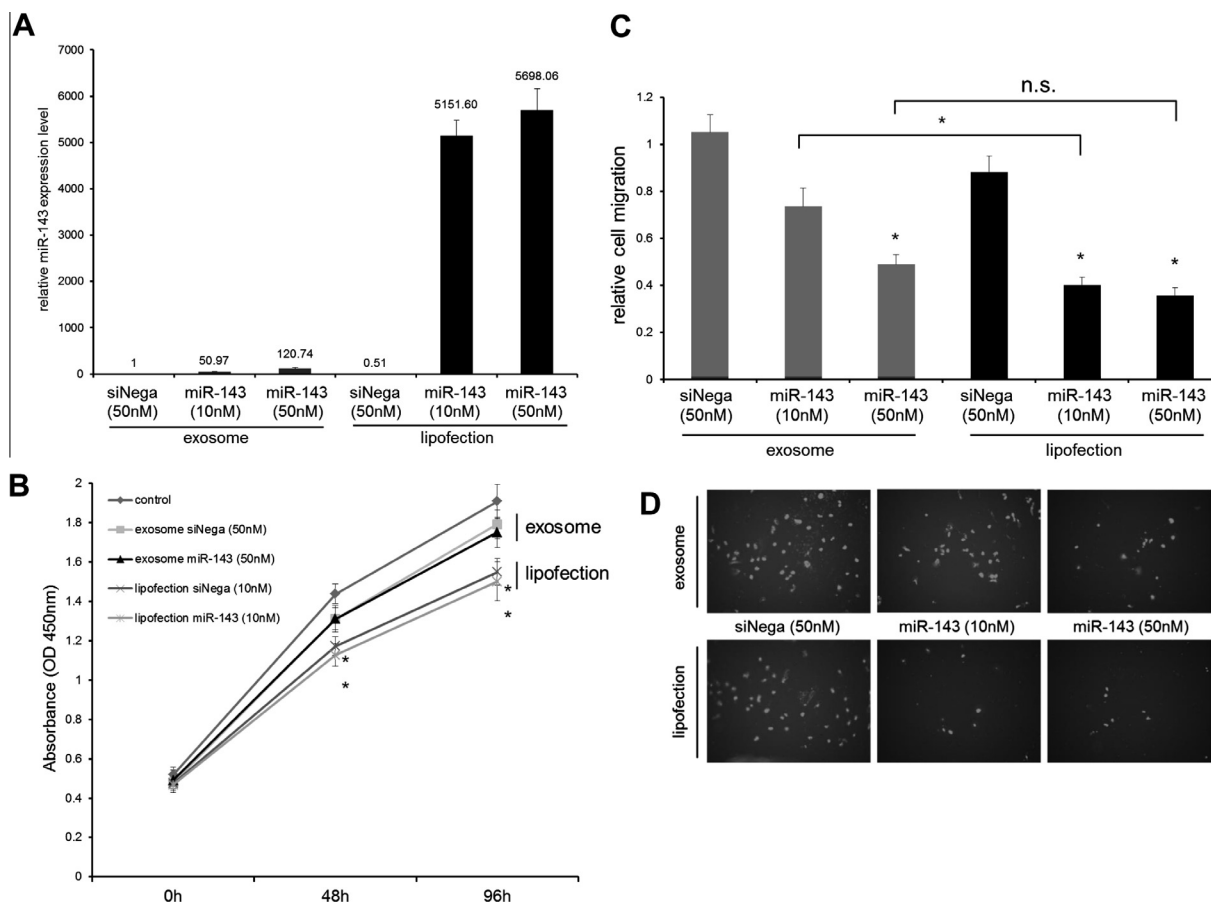 A
relative miR-143 expression level
7000
6000
5000
4000
3000
2000
1000
0
1
50.97
120.74
0.51
5151.60
5698.06
siNega (50nM)
miR-143 (10nM)
miR-143 (50nM)
siNega (50nM)
miR-143 (10nM)
miR-143 (50nM)
exosome
lipofection
C
relative cell migration
1.2
1
0.8
0.6
0.4
0.2
0
n.s.
*
*
*
*
siNega (50nM)
miR-143 (10nM)
miR-143 (50nM)
siNega (50nM)
miR-143 (10nM)
miR-143 (50nM)
exosome
lipofection
B
Absorbance (OD 450nm)
2
1.8
1.6
1.4
1.2
1
0.8
0.6
0.4
0.2
0
control
exosome siNega (50nM)
exosome miR-143 (50nM)
lipofection siNega (10nM)
lipofection miR-143 (10nM)
exosome
lipofection
*
*
*
*
0h
48h
96h
D
exosome
siNega (50nM)
miR-143 (10nM)
miR-143 (50nM)
lipofection